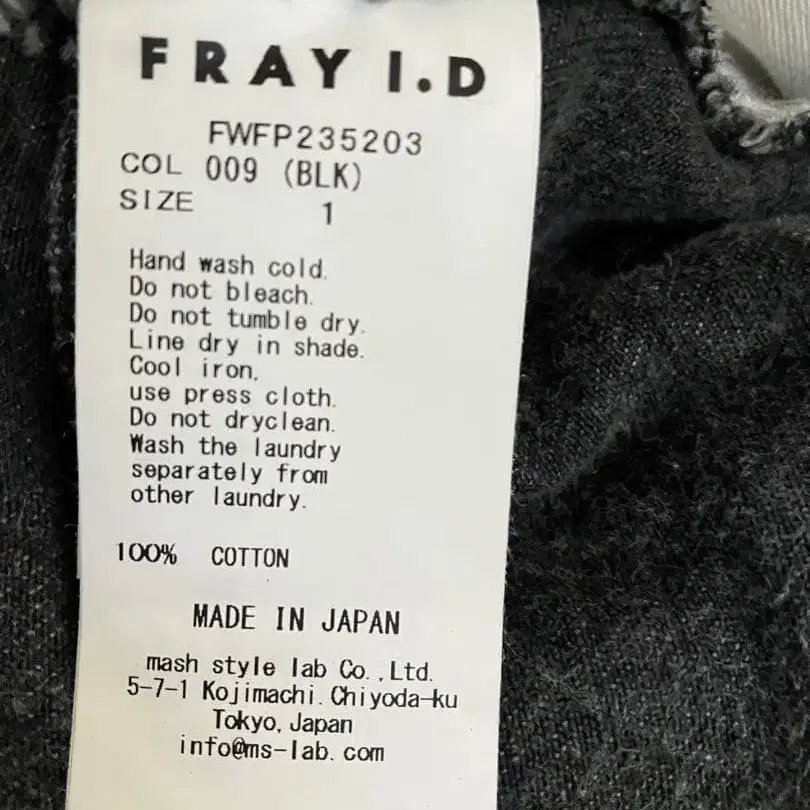 FRAY I.D
FWFP235203
COL 009 (BLK)
SIZE 1
Hand wash cold.
Do not bleach.
Do not tumble dry.
Line dry in shade.
Cool iron,
use press cloth.
Do not dryclean.
Wash the laundry
separately from
other laundry.
100% COTTON
MADE IN JAPAN
mash style lab Co.,Ltd.
5-7-1 Kojimachi.Chiyoda-ku
Tokyo,Japan
info@ms-lab.com